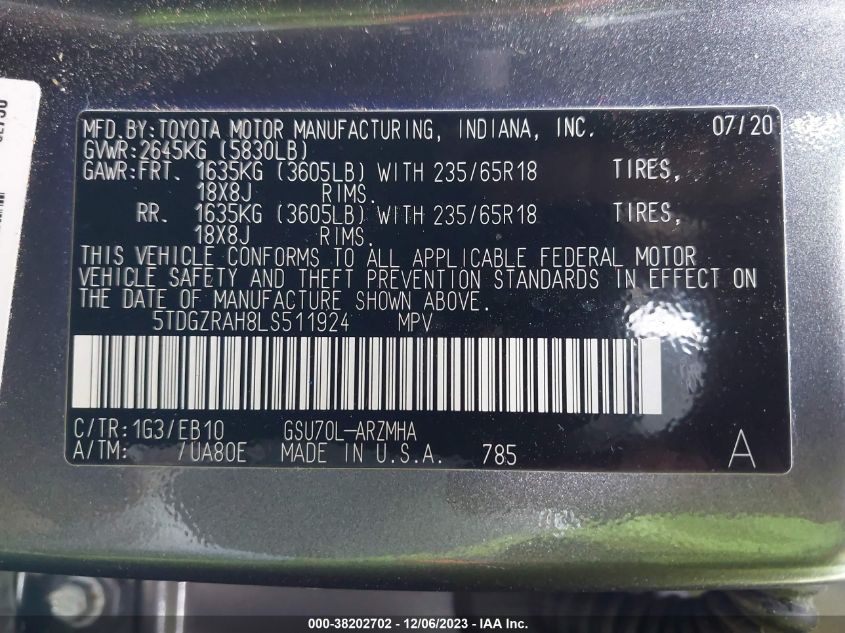 MFD.BY:TOYOTA MOTOR MANUFACTURING, INDIANA, INC. 07/20
GVWR:2645KG (5830LB)
GAWR:FRT. 1635KG (3605LB) WITH 235/65R18 TIRES,
18X8J RIMS.
RR. 1635KG (3605LB) WITH 235/65R18 TIRES,
18X8J RIMS.
THIS VEHICLE CONFORMS TO ALL APPLICABLE FEDERAL MOTOR
VEHICLE SAFETY AND THEFT PREVENTION STANDARDS IN EFFECT ON
THE DATE OF MANUFACTURE SHOWN ABOVE.
5TDGZRAH8LS511924 MPV
C/TR:1G3/EB10 GSU70L-ARZMHA
A/TM: /UA80E MADE IN U.S.A. 785 A
000-38202702 - 12/06/2023 - IAA Inc.